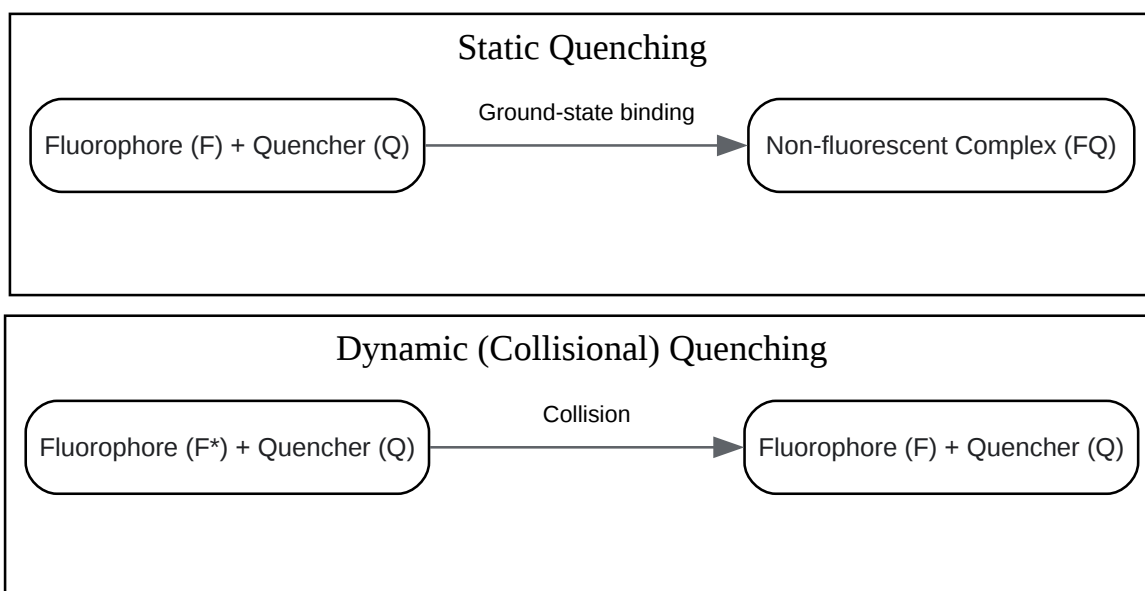 Static Quenching
Ground-state binding
Fluorophore (F) + Quencher (Q)
Non-fluorescent Complex (FQ)
Dynamic (Collisional) Quenching
Collision
Fluorophore (F*) + Quencher (Q)
Fluorophore (F) + Quencher (Q)